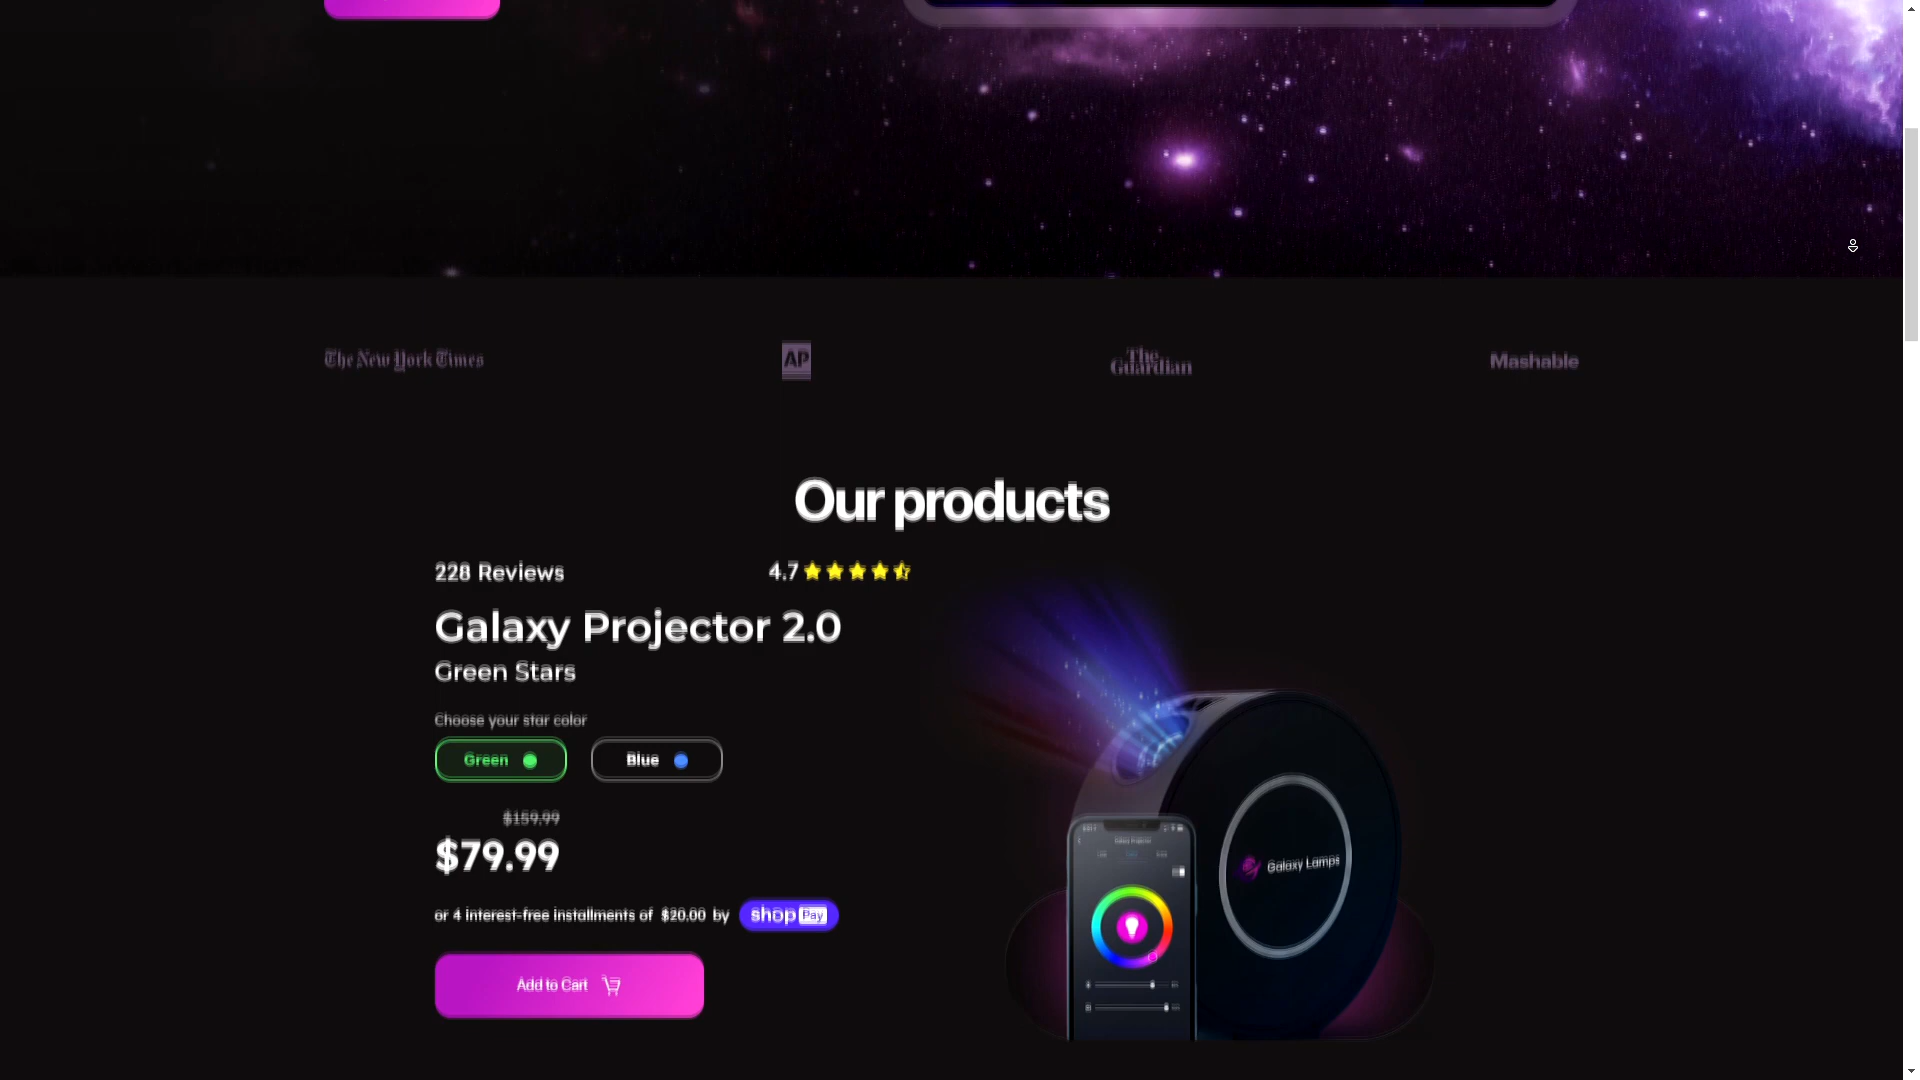 The New York Times
AP
The Guardian
Mashable
Our products
228 Reviews
4.7
Galaxy Projector 2.0
Green Stars
Choose your star color
Green
Blue
$159.99
$79.99
or 4 interest-free installments of $20.00 by shop Pay
Add to Cart
Galaxy Lamps
Galaxy Projector